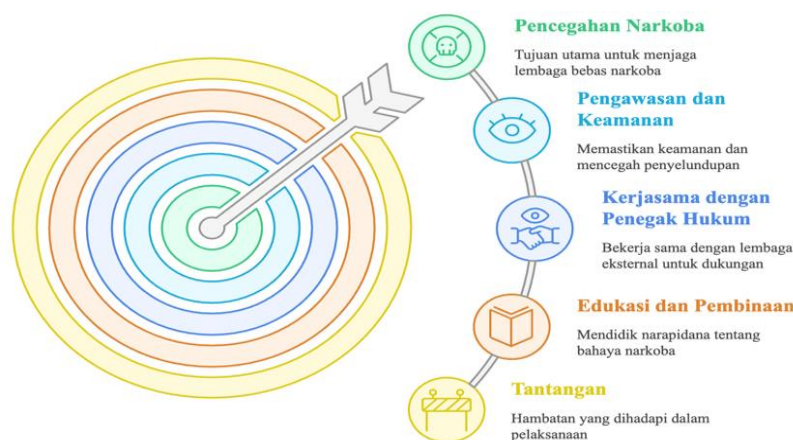 Pencegahan Narkoba
Tujuan utama untuk menjaga
lembaga bebas narkoba
Pengawasan dan
Keamanan
Memastikan keamanan dan
mencegah penyelundupan
Kerjasama dengan
Penegak Hukum
Bekerja sama dengan lembaga
eksternal untuk dukungan
Edukasi dan Pembinaan
Mendidik narapidana tentang
bahaya narkoba
Tantangan
Hambatan yang dihadapi dalam
pelaksanaan